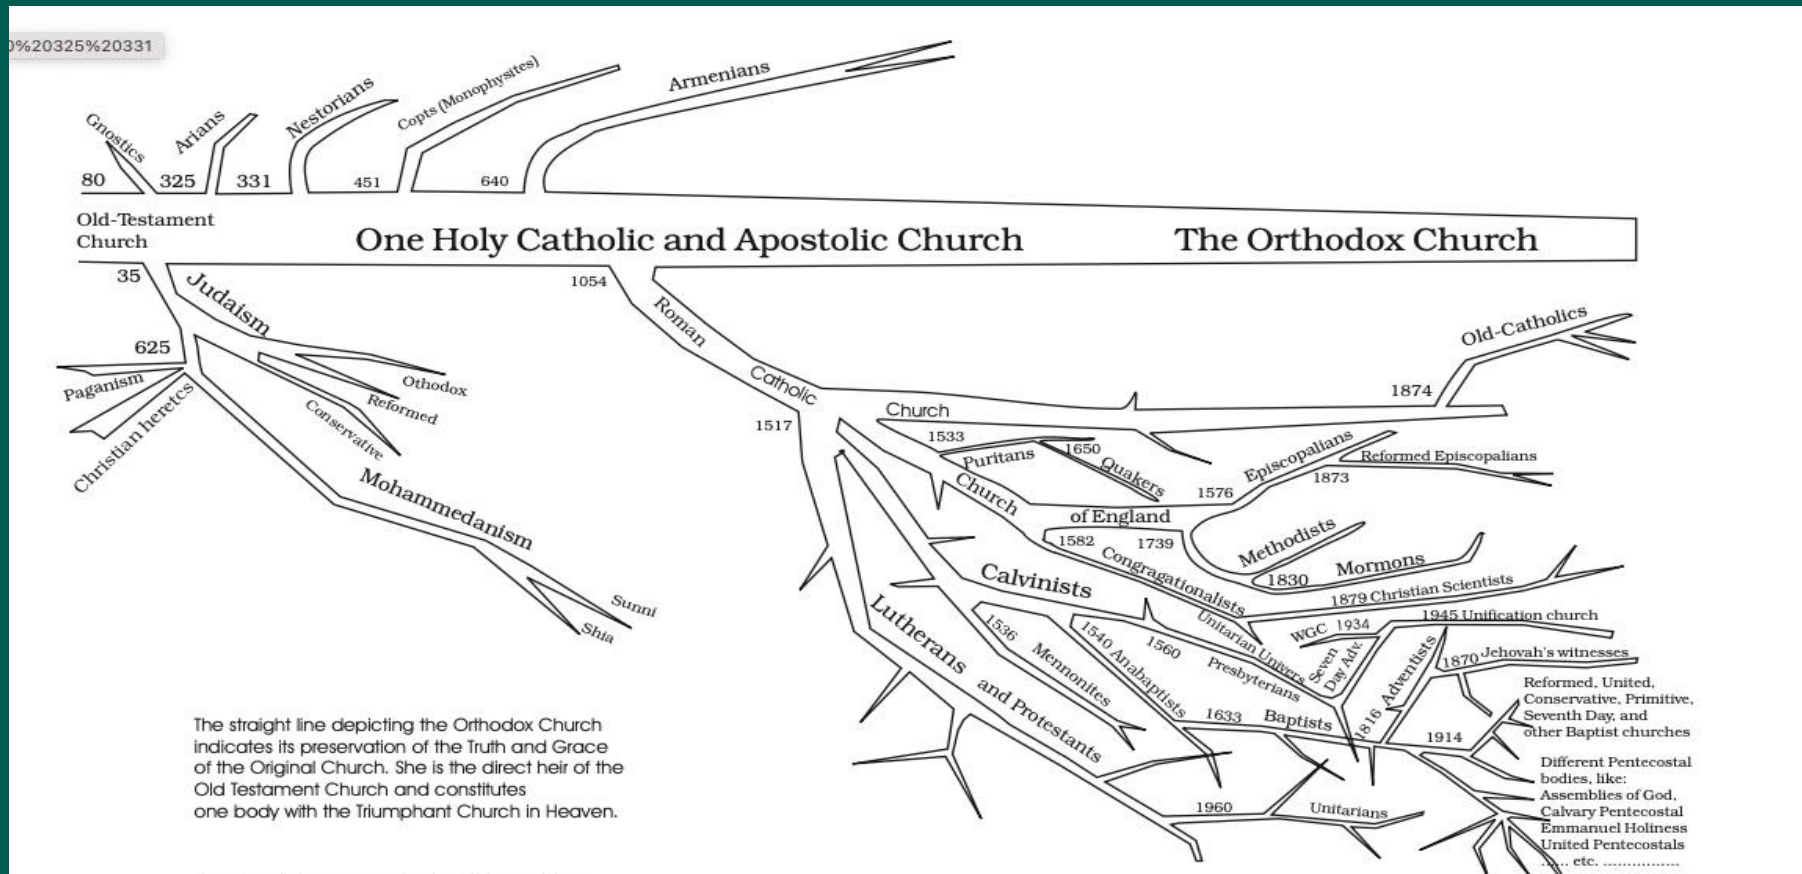 0%20325%20331
Gnostics
Arians
Nestorians
Copts (Monophysites)
Armenians
80
325
331
451
640
Old-Testament
Church
One Holy Catholic and Apostolic Church
The Orthodox Church
35
Judaism
1054
Roman
Catholic
Church
625
Paganism
Christian heretcs
Othodox
Reformed
Conservative
Mohammedanism
Sunni
Shia
Old-Catholics
1874
1517
1533
Puritans
1650
Quakers
Church
of England
1576
Episcopalians
Reformed Episcopalians
1873
1582
1739
Congragationalists
Methodists
1830
Mormons
1879 Christian Scientists
1945 Unification church
Calvinists
Lutherans
and Protestants
1536
Mennonites
1540 Anabaptists
1560
Presbyterians
Unitarian Univers.
WGC 1934
Seven
Day Adv.
1816 Adventists
1870 Jehovah's witnesses
1633
Baptists
1914
Reformed, United,
Conservative, Primitive,
Seventh Day, and
other Baptist churches
Different Pentecostal
bodies, like:
Assemblies of God,
Calvary Pentecostal
Emmanuel Holiness
United Pentecostals
...... etc. .................
1960
Unitarians
The straight line depicting the Orthodox Church
indicates its preservation of the Truth and Grace
of the Original Church. She is the direct heir of the
Old Testament Church and constitutes
one body with the Triumphant Church in Heaven.